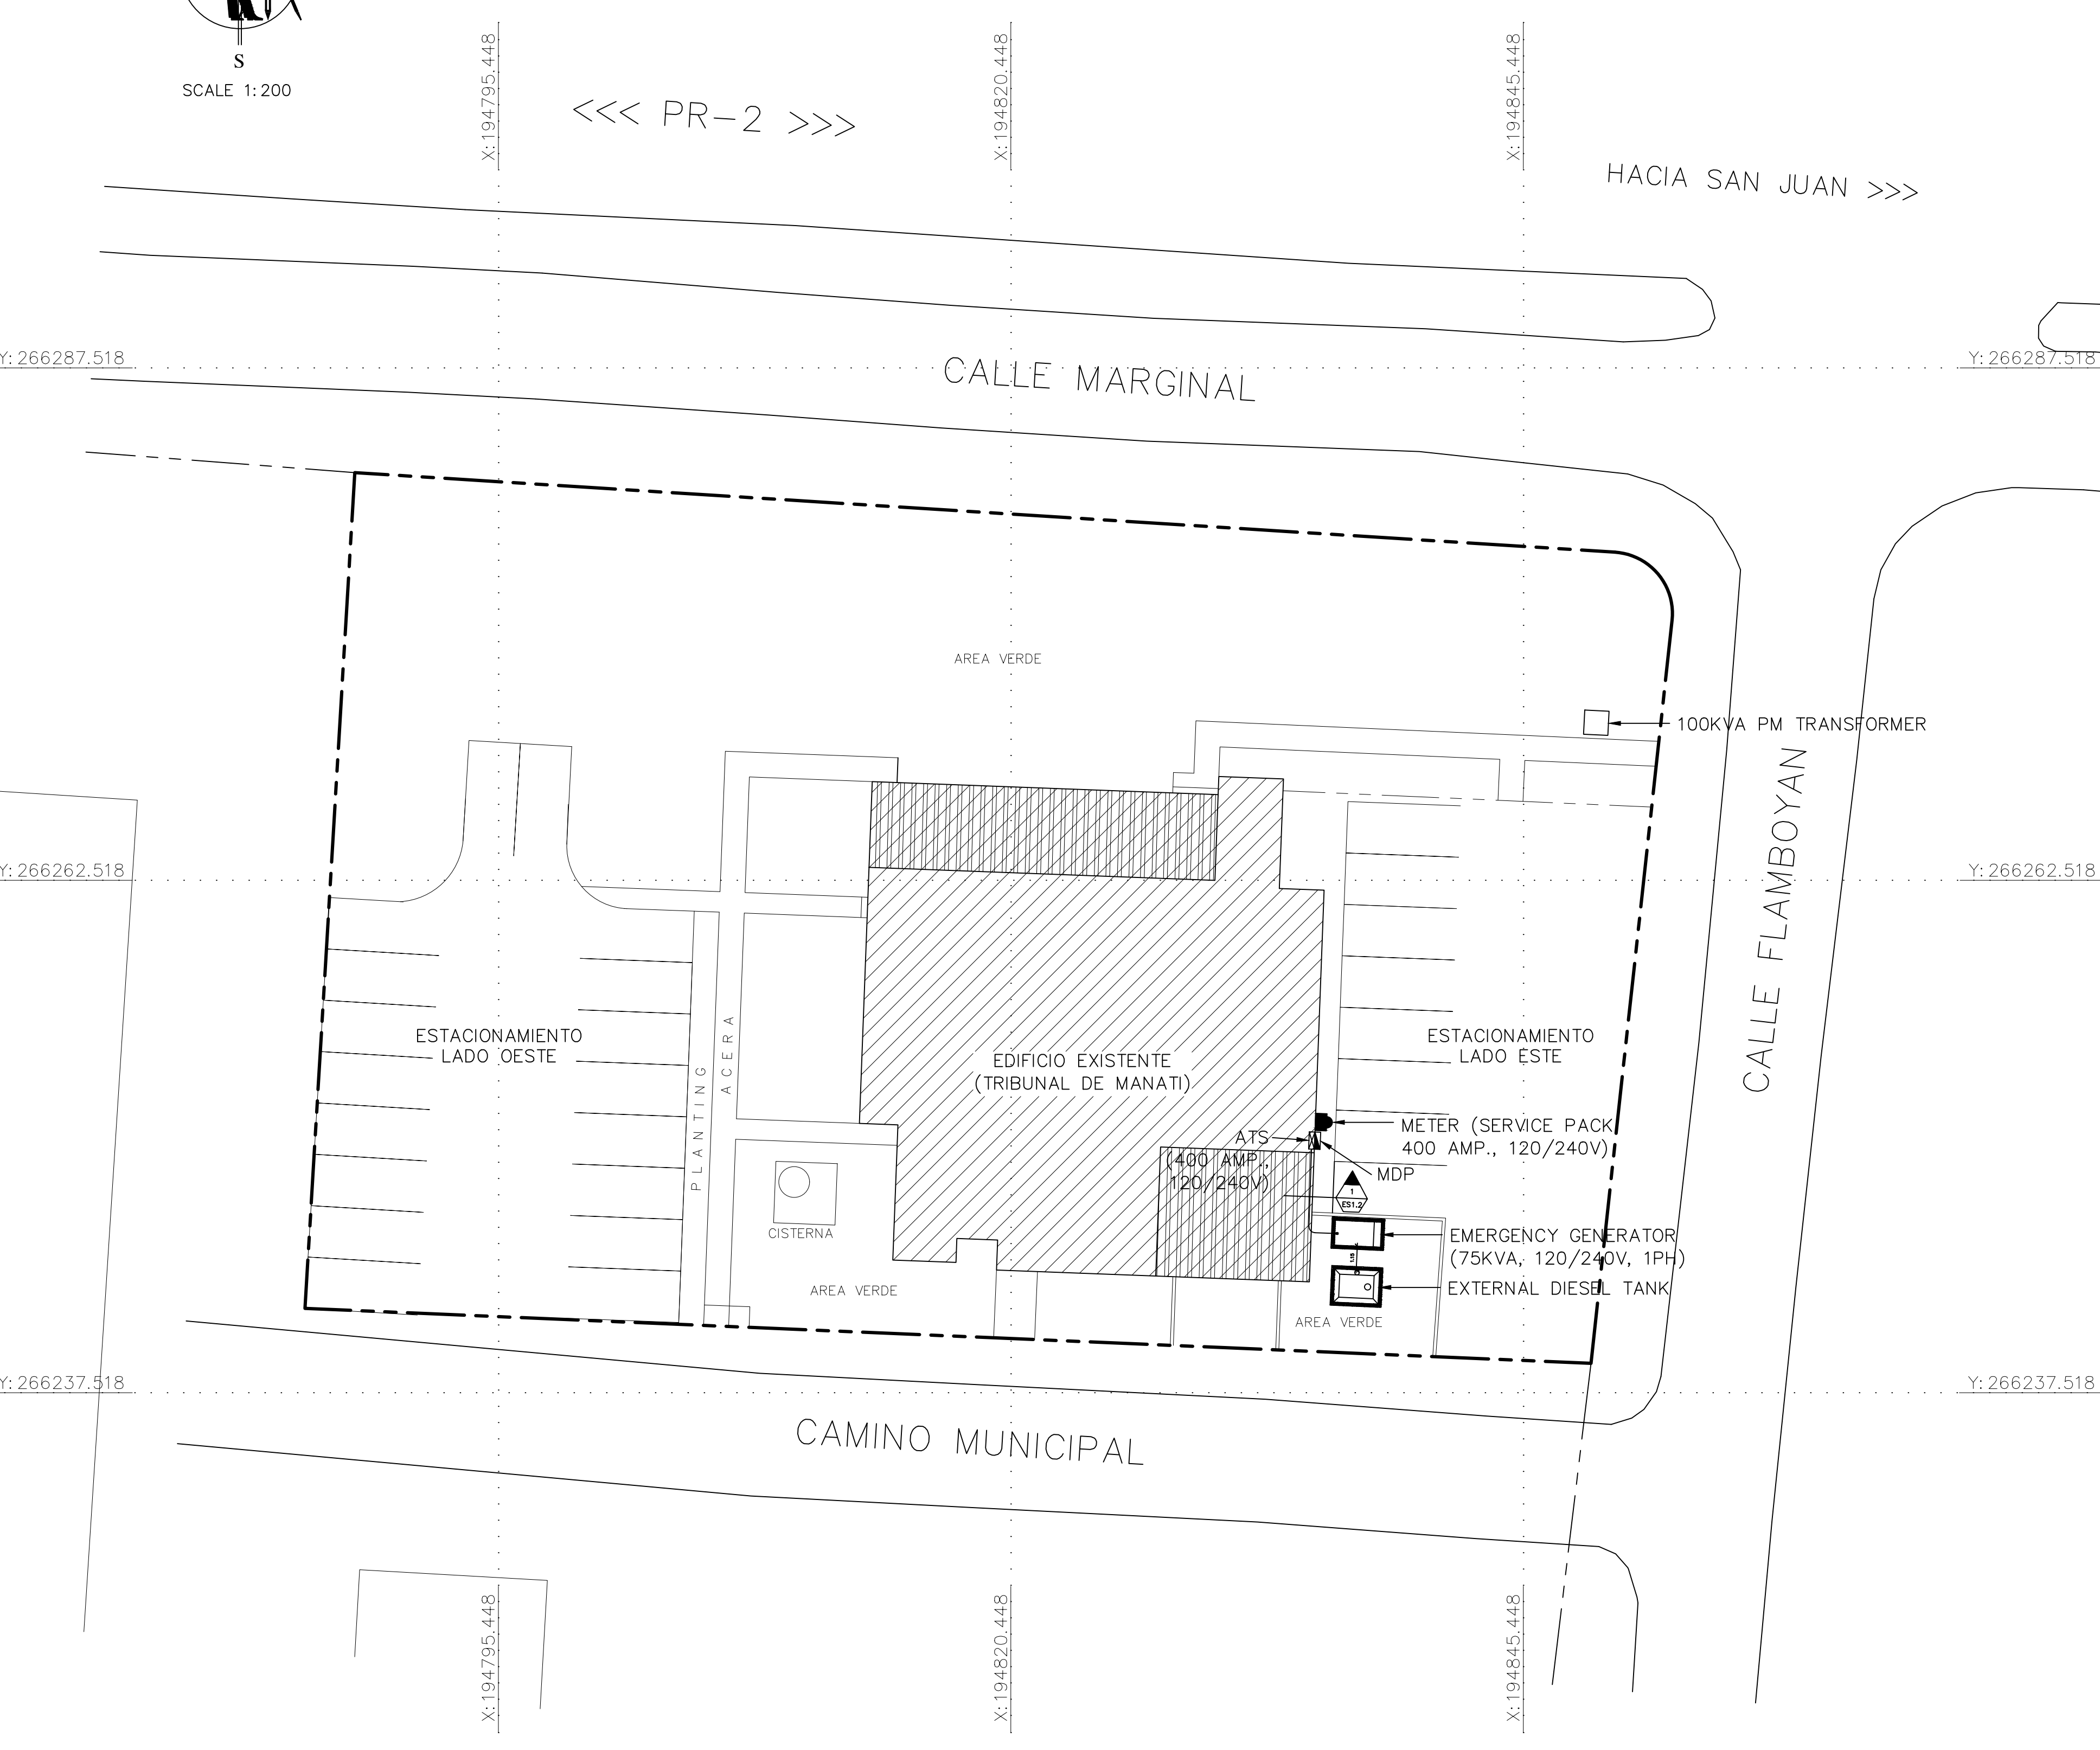 S
SCALE 1:200
X:194795.448
X:194820.448
X:194845.448
<<< PR-2 >>>
HACIA SAN JUAN >>>
Y:266287.518
Y:266287.518
CALLE MARGINAL
AREA VERDE
100KVA PM TRANSFORMER
CALLE FLAMBOYAN
Y:266262.518
Y:266262.518
ESTACIONAMIENTO
LADO OESTE
PLANTING
ACERA
EDIFICIO EXISTENTE
(TRIBUNAL DE MANATI)
ESTACIONAMIENTO
LADO ESTE
METER (SERVICE PACK
400 AMP., 120/240V)
ATS
(400 AMP.,
120/240V)
MDP
1
ES1.2
CISTERNA
EMERGENCY GENERATOR
(75KVA, 120/240V, 1PH)
1.15
EXTERNAL DIESEL TANK
AREA VERDE
AREA VERDE
Y:266237.518
Y:266237.518
CAMINO MUNICIPAL
X:194795.448
X:194820.448
X:194845.448